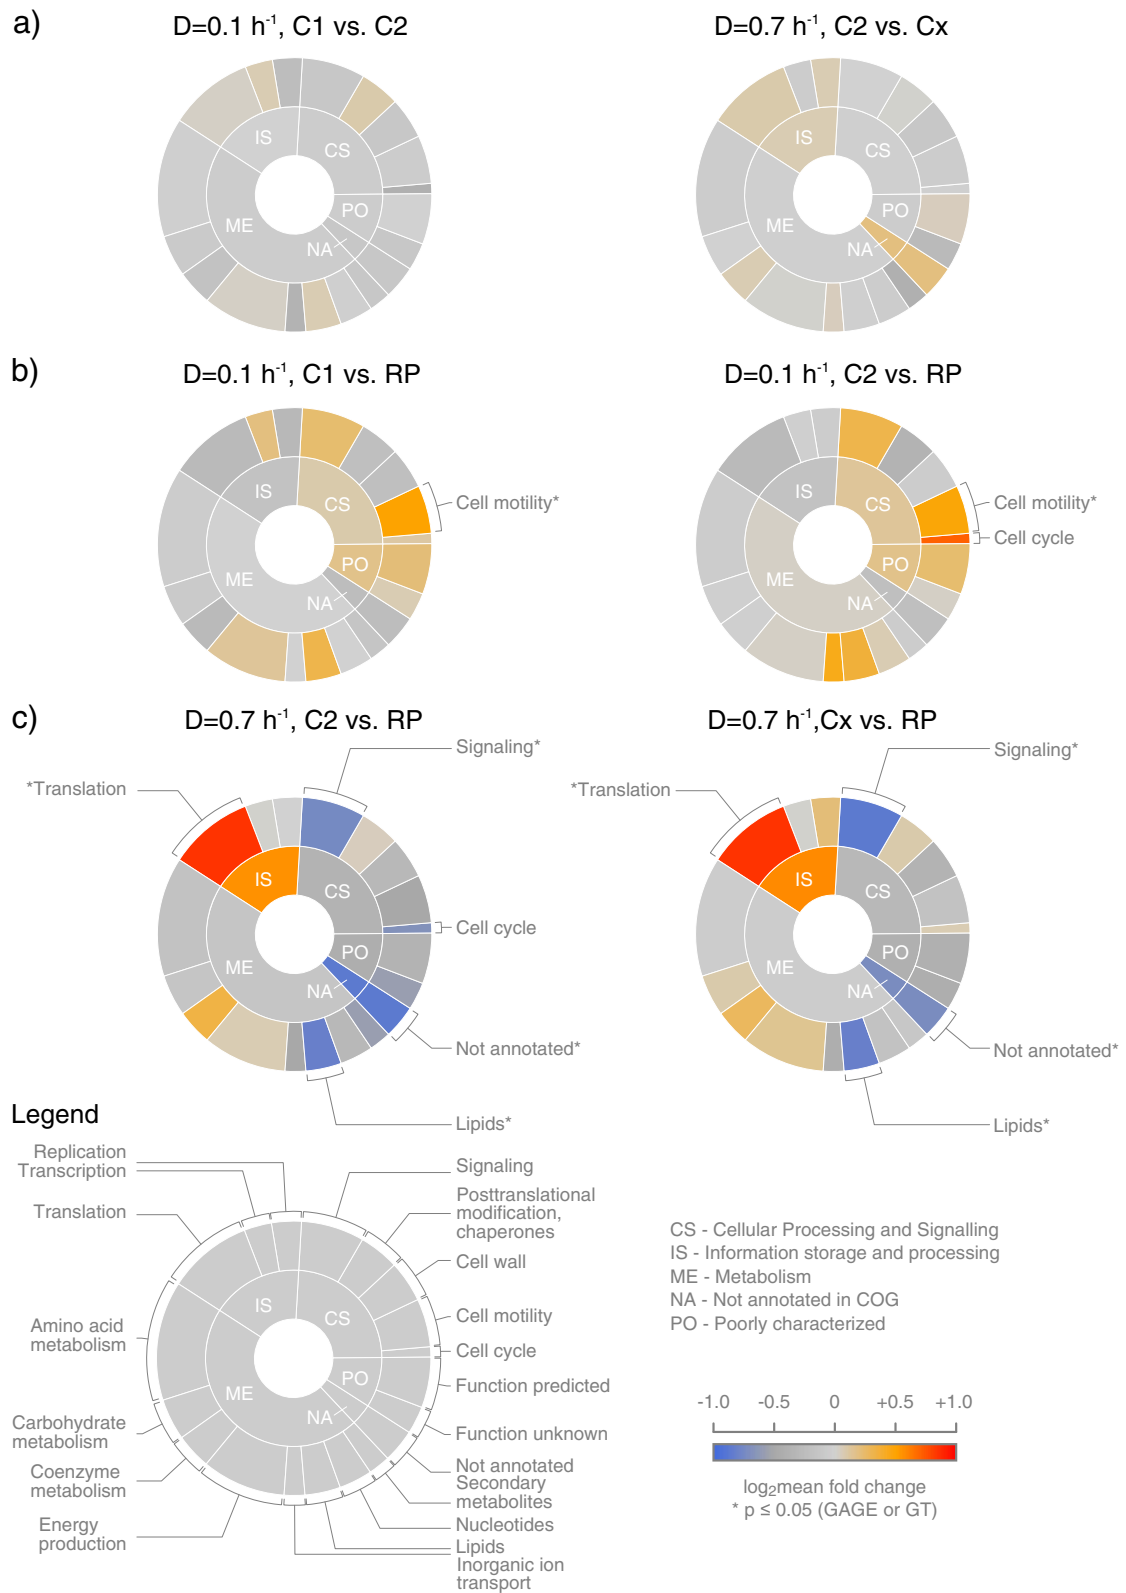 a)
D=0.1 h-1, C1 vs. C2
D=0.7 h-1, C2 vs. Cx
IS
CS
ME
PO
NA
IS
CS
ME
PO
NA
b)
D=0.1 h-1, C1 vs. RP
D=0.1 h-1, C2 vs. RP
IS
CS
ME
PO
NA
Cell motility*
IS
CS
ME
PO
NA
Cell motility*
Cell cycle
c)
D=0.7 h-1, C2 vs. RP
D=0.7 h-1,Cx vs. RP
Signaling*
*Translation
IS
CS
ME
PO
NA
Cell cycle
Not annotated*
Lipids*
Signaling*
*Translation
IS
CS
ME
PO
NA
Not annotated*
Lipids*
Legend
Replication
Transcription
Translation
Amino acid
metabolism
Carbohydrate
metabolism
Coenzyme
metabolism
Energy
production
IS
CS
ME
PO
NA
Signaling
Posttranslational
modification,
chaperones
Cell wall
Cell motility
Cell cycle
Function predicted
Function unknown
Not annotated
Secondary
metabolites
Nucleotides
Lipids
Inorganic ion
transport
CS - Cellular Processing and Signalling
IS - Information storage and processing
ME - Metabolism
NA - Not annotated in COG
PO - Poorly characterized
-1.0 -0.5 0 +0.5 +1.0
log2mean fold change
* p ≤ 0.05 (GAGE or GT)